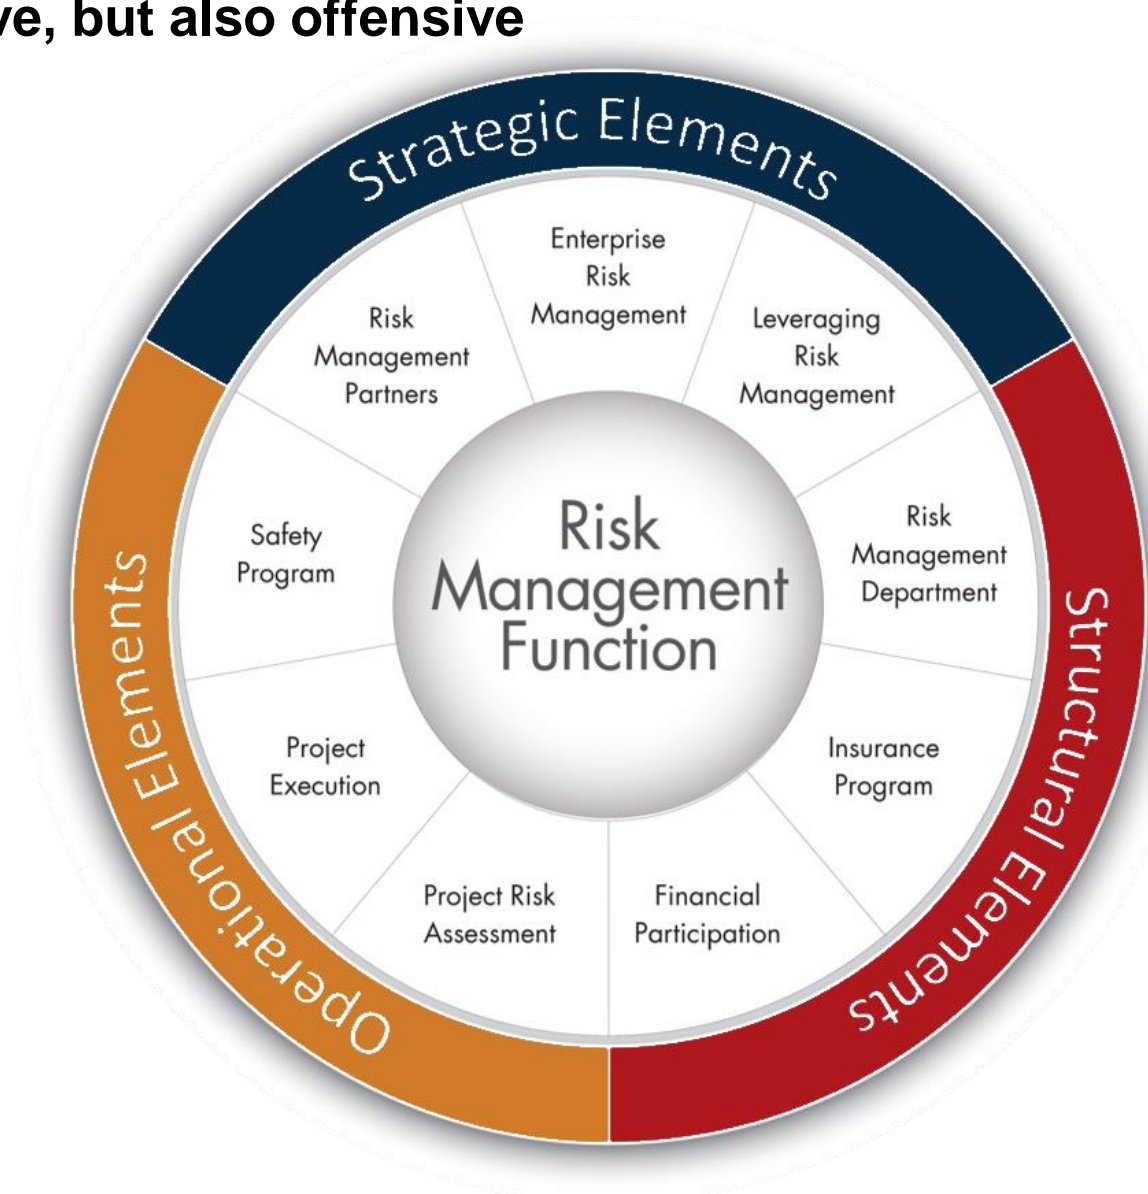 ve, but also offensive
Strategic Elements
Enterprise
Risk
Management
Leveraging
Risk
Management
Risk
Management
Partners
Risk
Management
Department
Safety
Program
Risk
Management
Function
Structural Elements
Operational Elements
Insurance
Program
Project
Execution
Financial
Participation
Project Risk
Assessment